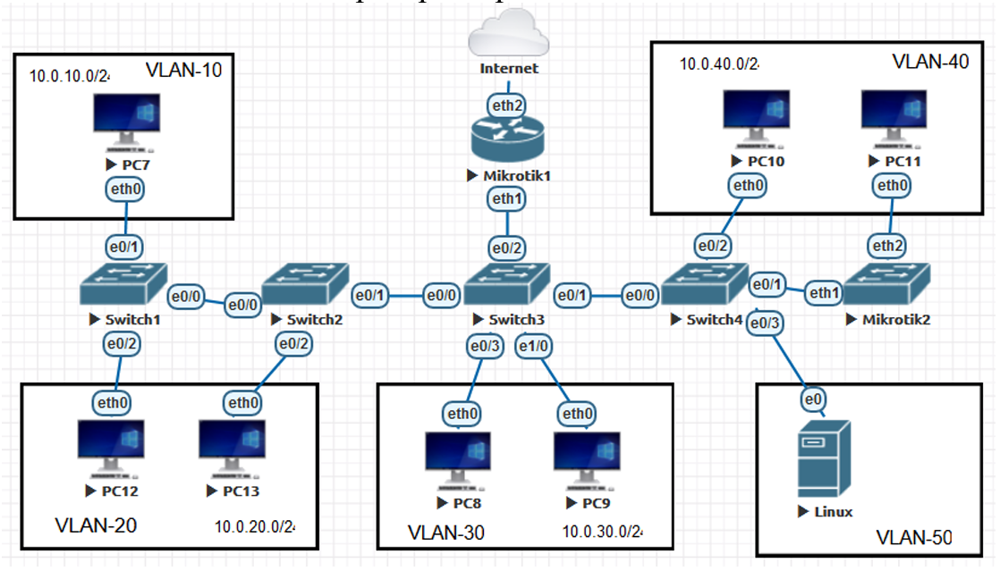 Internet
eth2
Mikrotik1
eth1
e0/2
10.0.10.0/24
VLAN-10
PC7
eth0
e0/1
10.0.40.0/2
VLAN-40
PC10
PC11
eth0
eth0
e0/2
eth2
e0/0
e0/0
e0/1
e0/0
e0/1
e0/0
e0/1
eth1
Switch1
Switch2
Switch3
Switch4
Mikrotik2
e0/2
e0/2
e0/3
e1/0
e0/3
eth0
eth0
eth0
eth0
e0
PC12
PC13
PC8
PC9
Linux
VLAN-20
10.0.20.0/2
VLAN-30
10.0.30.0/24
VLAN-50